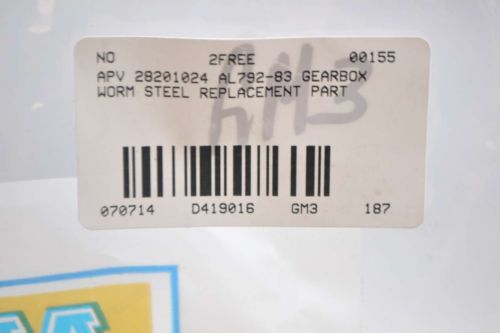 NO 2FREE 00155
APV 28201024 AL792-83 GEARBOX
WORM STEEL REPLACEMENT PART
GM3
070714 D419016 GM3 187